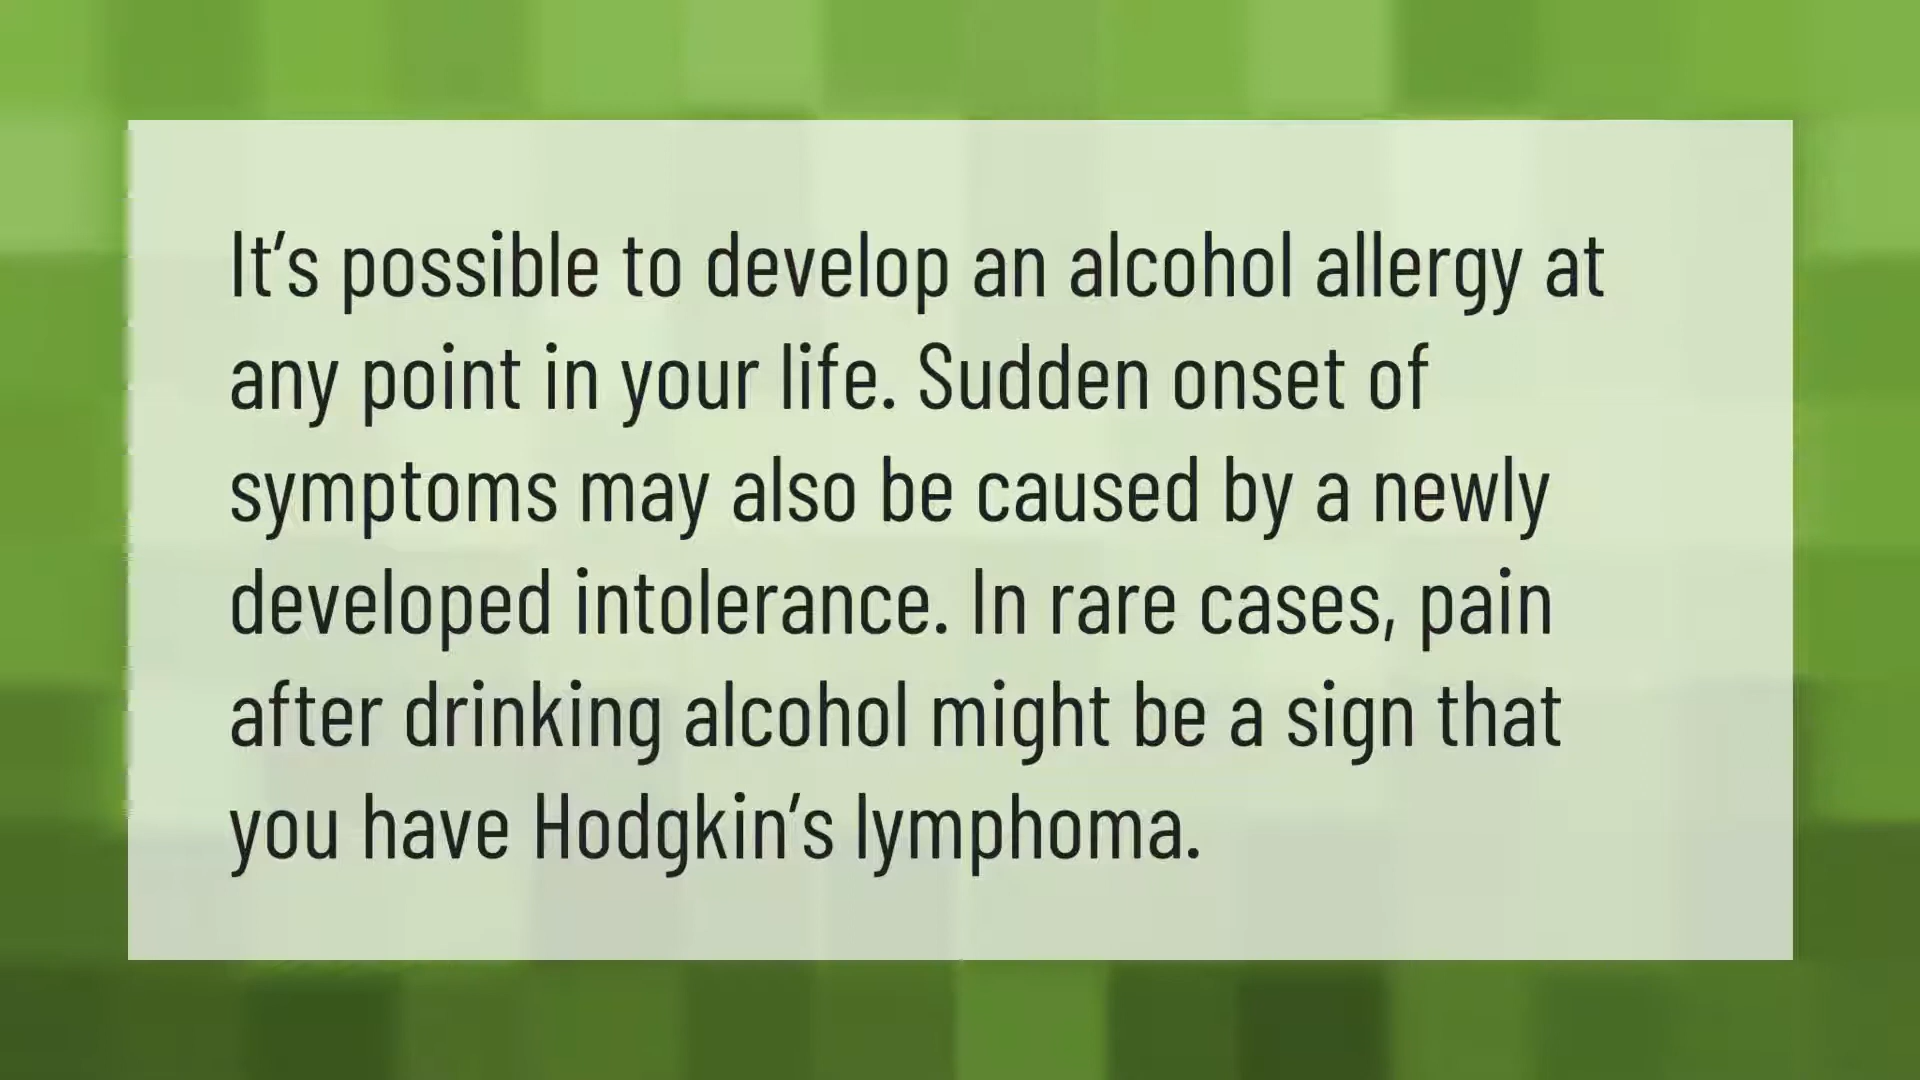 It’s possible to develop an alcohol allergy at
any point in your life. Sudden onset of
symptoms may also be caused by a newly
developed intolerance. In rare cases, pain
after drinking alcohol might be a sign that
you have Hodgkin’s lymphoma.